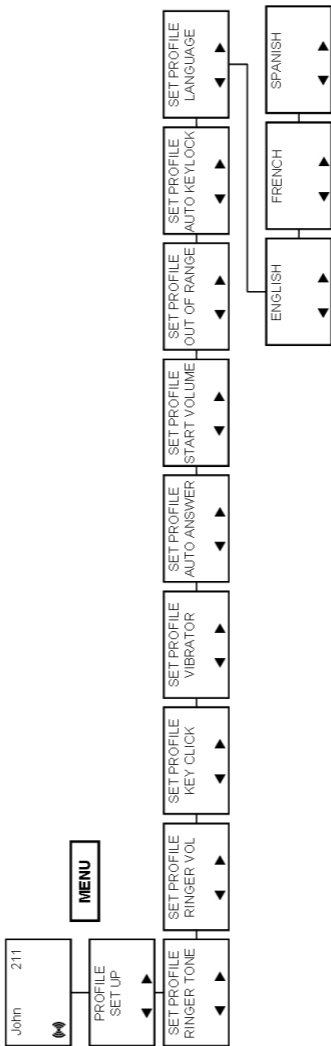 John 211
MENU
PROFILE
SET UP
SET PROFILE
RINGER TONE
SET PROFILE
RINGER VOL
SET PROFILE
KEY CLICK
SET PROFILE
VIBRATOR
SET PROFILE
AUTO ANSWER
SET PROFILE
START VOLUME
SET PROFILE
OUT OF RANGE
SET PROFILE
AUTO KEYLOCK
SET PROFILE
LANGUAGE
ENGLISH
FRENCH
SPANISH